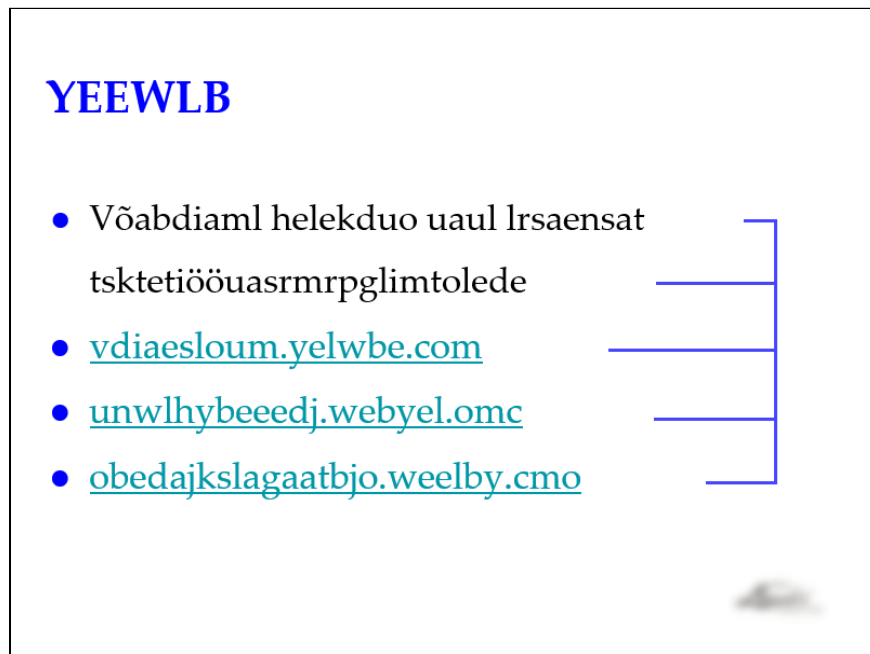 YEEWLB
Võabdiaml helekduo uaul lrsaensat
tsktetiööuasrmrpglimtolede
vdiaesloum.yelwbe.com
unwlhybeeedj.webyel.omc
obedajkslagaatbjo.weelby.cmo